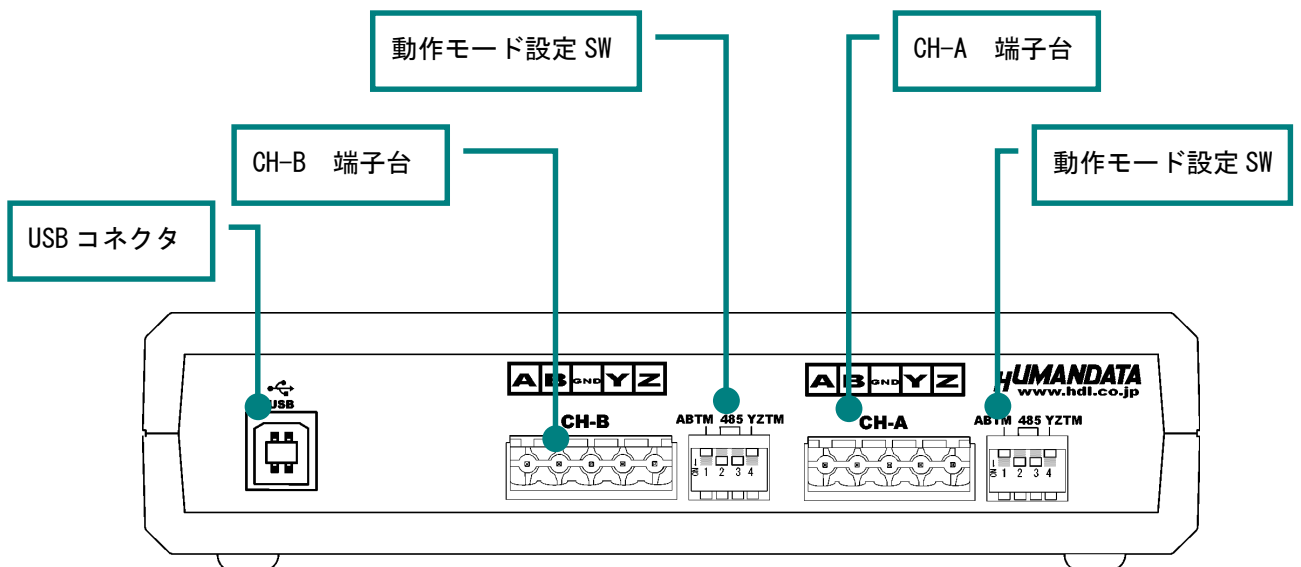 動作モード設定 SW
CH-A 端子台
CH-B 端子台
動作モード設定 SW
USB コネクタ
USB
A B GND Y Z
CH-B
ABTM 485 YZTM
ON 1 2 3 4
A B GND Y Z
CH-A
HUMANDATA
www.hdl.co.jp
ABTM 485 YZTM
ON 1 2 3 4